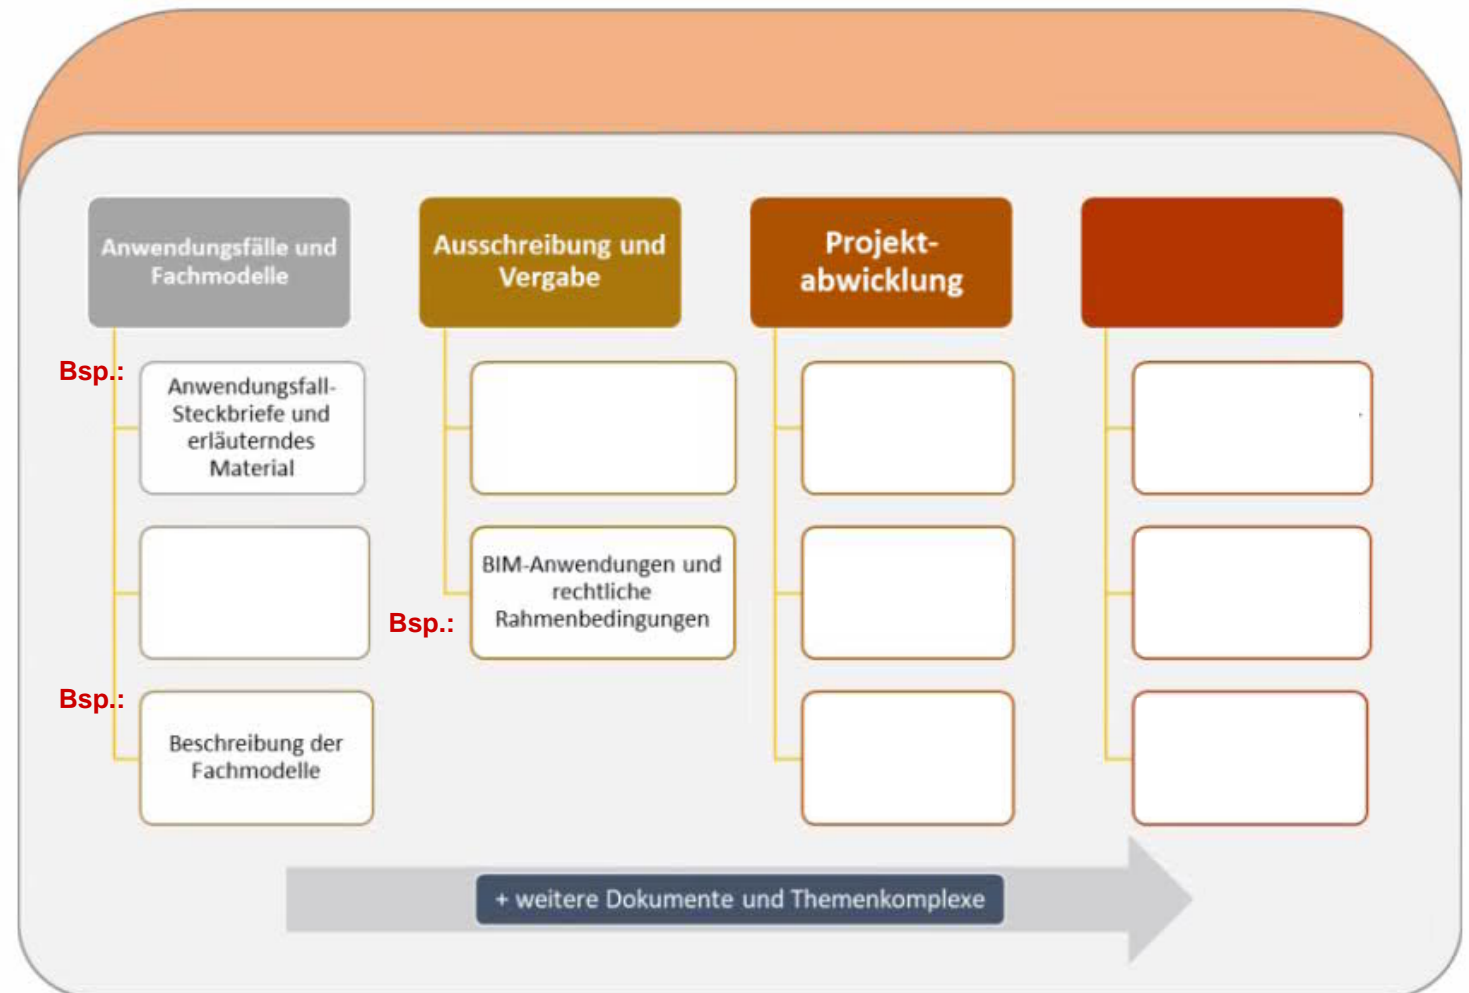 Anwendungsfälle und
Fachmodelle
Ausschreibung und
Vergabe
Projekt-
abwicklung
Bsp.:
Anwendungsfall-
Steckbriefe und
erläuterndes
Material
BIM-Anwendungen und
rechtliche
Rahmenbedingungen
Bsp.:
Bsp.:
Beschreibung der
Fachmodelle
+ weitere Dokumente und Themenkomplexe